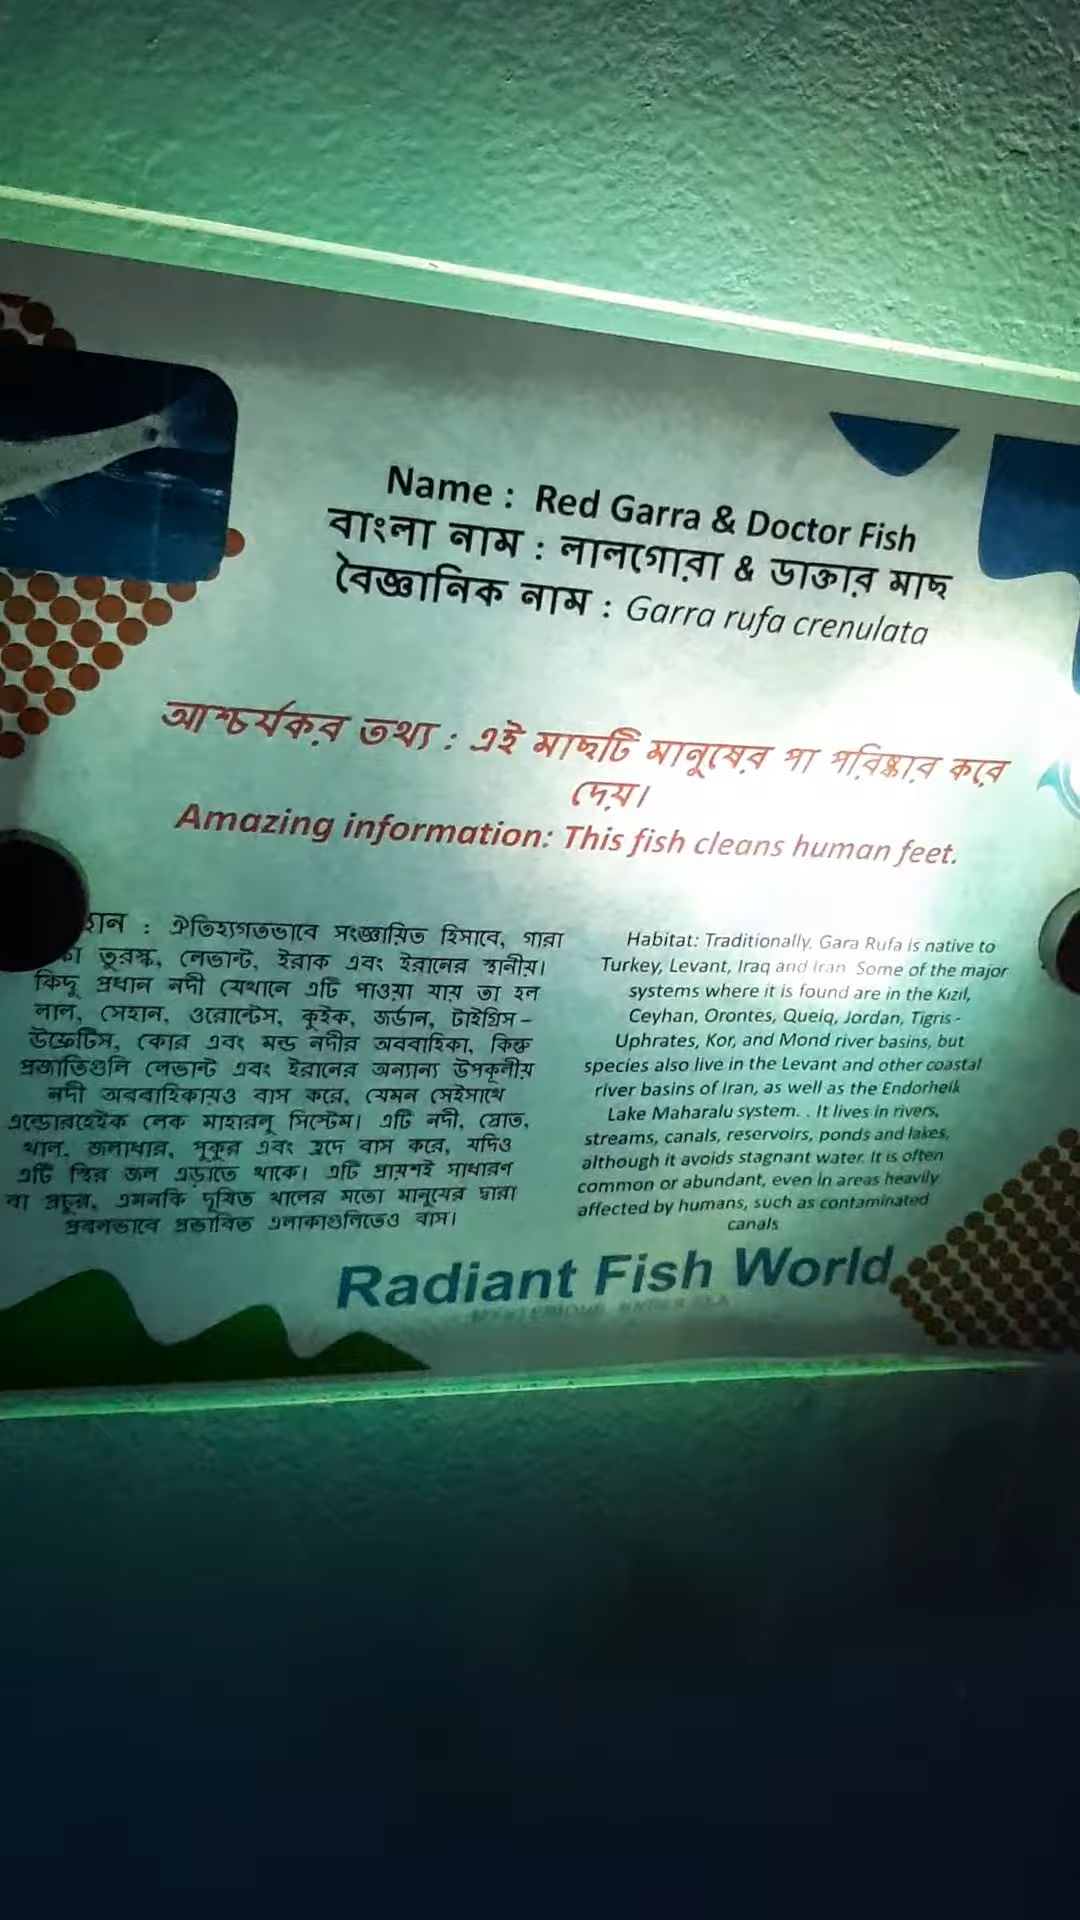 Name : Red Garra & Doctor Fish
বাংলা নাম : লালগোরা & ডাক্তার মাছ
বৈজ্ঞানিক নাম : Garra rufa crenulata
আশ্চর্যকর তথ্য : এই মাছটি মানুষের পা পরিষ্কার করে
দেয়।
Amazing information: This fish cleans human feet.
: ঐতিহ্যগতভাবে সংজ্ঞায়িত হিসাবে, গারা
তুরস্ক, লেভান্ট, ইরাক এবং ইরানের স্থানীয়।
কিদু প্রধান নদী যেখানে এটি পাওয়া যায় তা হল
লাল, সেহান, ওরোন্টেস, কুইক, জর্ডান, টাইগ্রিস –
উফ্রেটিস, কোর এবং মন্ড নদীর অববাহিকা, কিন্তু
প্রজাতিগুলি লেভান্ট এবং ইরানের অন্যান্য উপকূলীয়
নদী অববাহিকায়ও বাস করে, যেমন সেইসাথে
এন্ডোরহেইক লেক মাহারলু সিস্টেম। এটি নদী, স্রোত,
খাল, জলাধার, পুকুর এবং হ্রদে বাস করে, যদিও
এটি স্থির জল এড়াতে থাকে। এটি প্রায়শই সাধারণ
বা প্রচুর, এমনকি দূষিত খালের মতো মানুষের দ্বারা
প্রবলভাবে প্রভাবিত এলাকাগুলিতেও বাস।
Habitat: Traditionally, Gara Rufa is native to
Turkey, Levant, Iraq and Iran. Some of the major
systems where it is found are in the Kızıl,
Ceyhan, Orontes, Queiq, Jordan, Tigris -
Uphrates, Kor, and Mond river basins, but
species also live in the Levant and other coastal
river basins of Iran, as well as the Endorheik
Lake Maharalu system. . It lives in rivers,
streams, canals, reservoirs, ponds and lakes,
although it avoids stagnant water. It is often
common or abundant, even in areas heavily
affected by humans, such as contaminated
canals
Radiant Fish World
MYSTERIOUS UNDER SEA